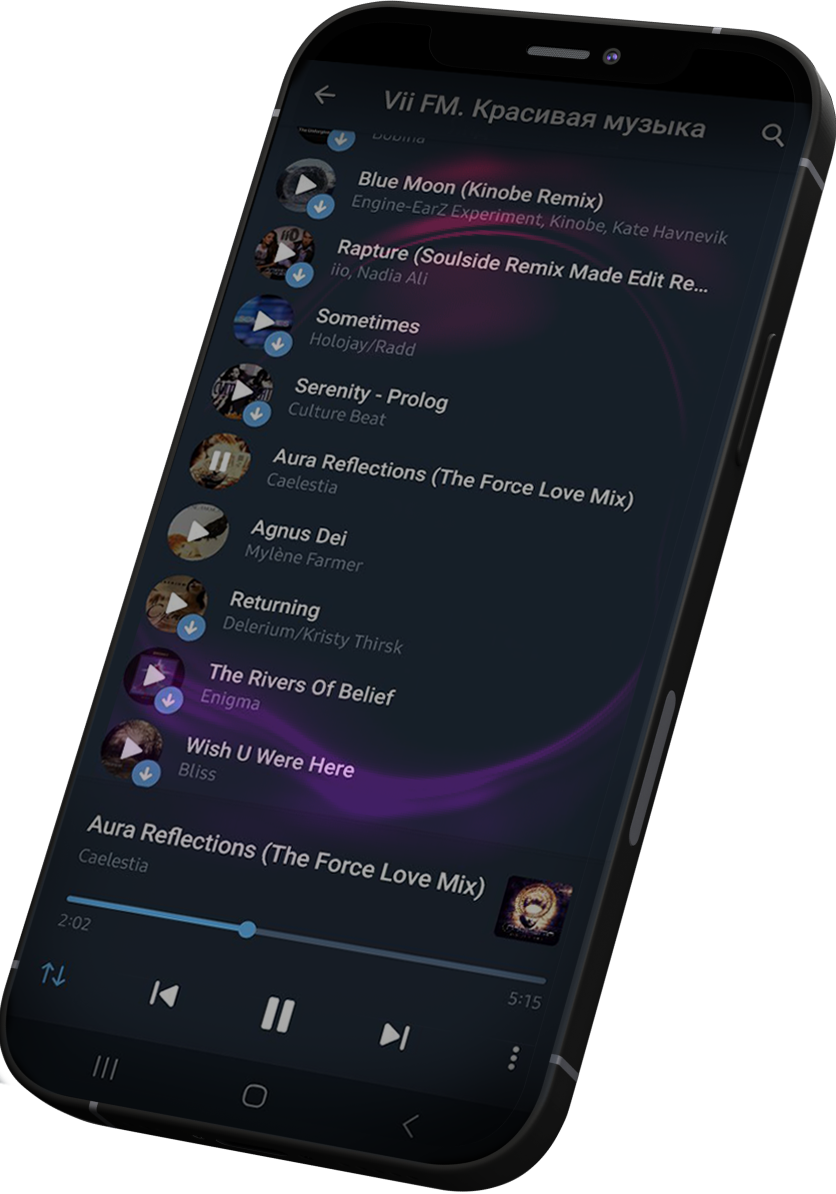 Vii FM. Красивая музыка
Bobina
Blue Moon (Kinobe Remix)
Engine-EarZ Experiment, Kinobe, Kate Havnevik
iiO
Rapture (Soulside Remix Made Edit Re...
iio, Nadia Ali
Sometimes
Holojay/Radd
Serenity - Prolog
Culture Beat
Aura Reflections (The Force Love Mix)
Caelestia
Agnus Dei
Mylène Farmer
Returning
Delerium/Kristy Thirsk
The Rivers Of Belief
Enigma
Wish U Were Here
Bliss
Aura Reflections (The Force Love Mix)
Caelestia
2:02
5:15